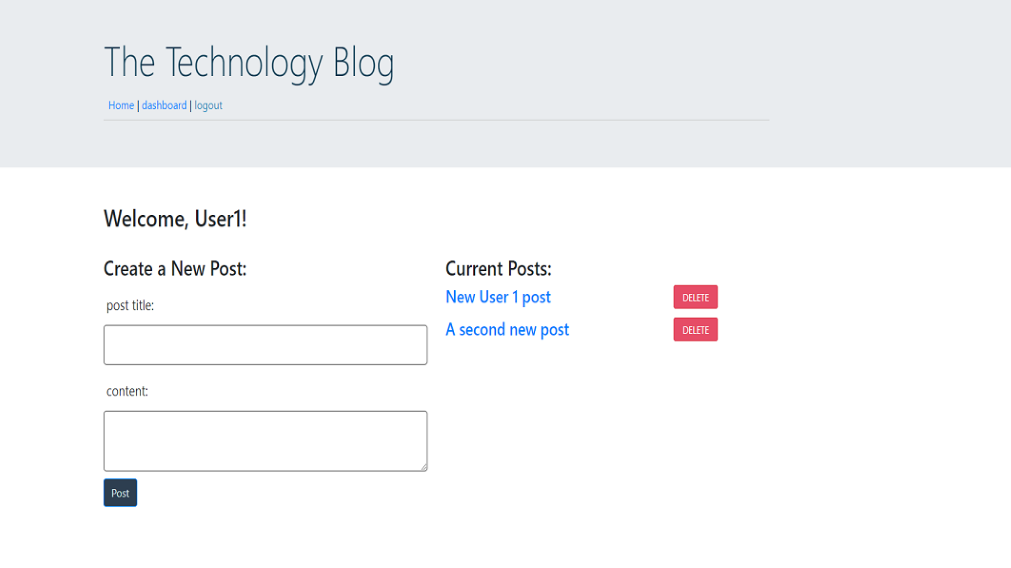 The Technology Blog
Home | dashboard | logout
Welcome, User1!
Create a New Post:
post title:
content:
Post
Current Posts:
New User 1 post
DELETE
A second new post
DELETE